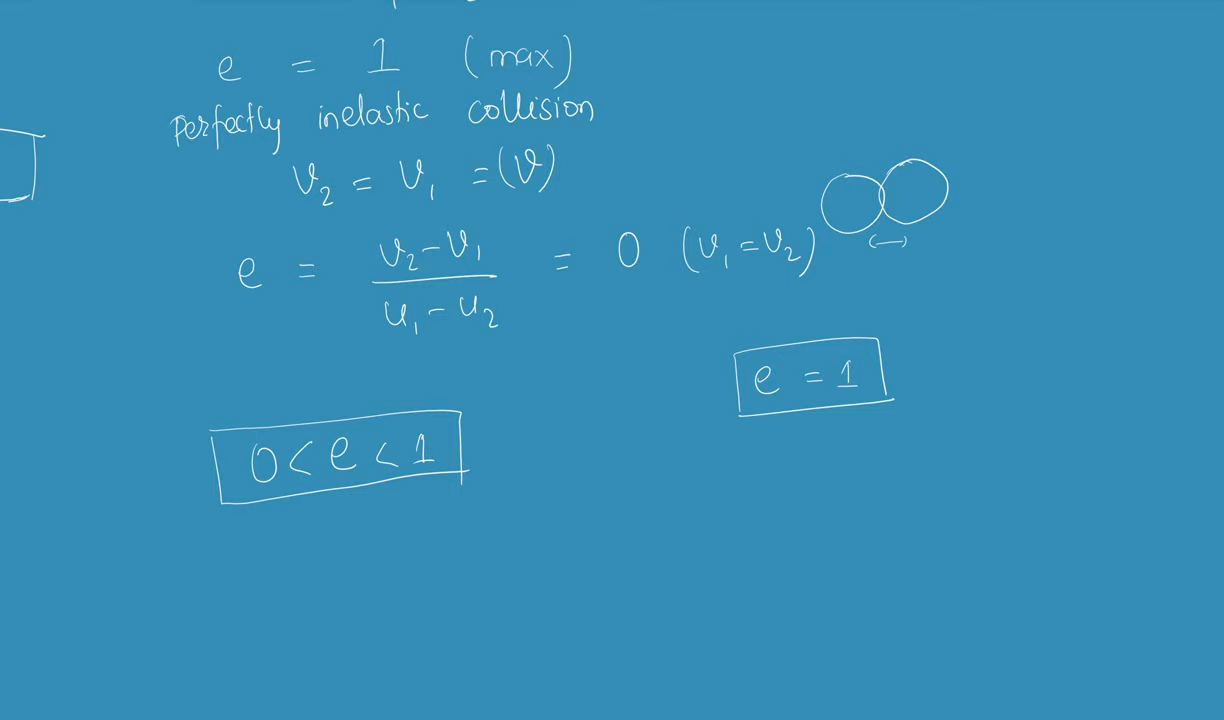 e = 1 (max)
Perfectly inelastic collision
v₂ = v₁ = (v)
e = (v₂ - v₁)/(u₁ - u₂) = 0 (v₁ = v₂)
e = 1
0 < e < 1